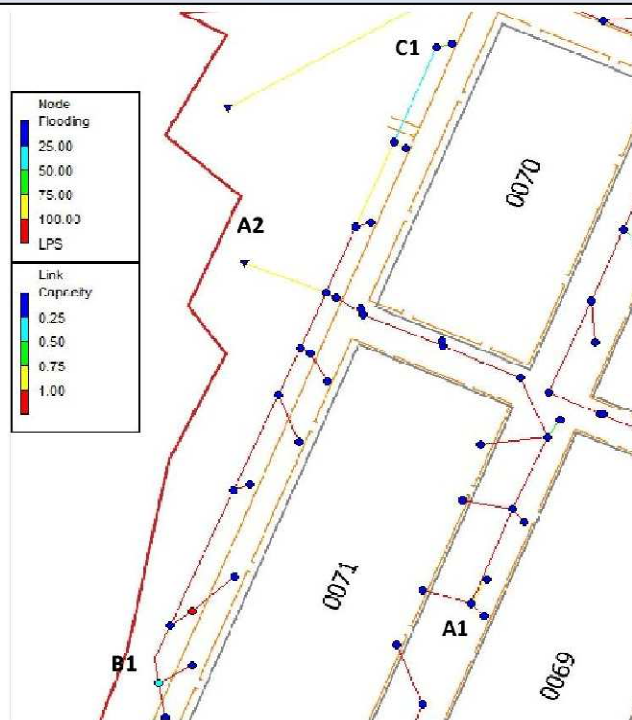 C1
Node
Flooding
25.00
50.00
75.00
100.00
LPS
0070
A2
Link
Capacity
0.25
0.50
0.75
1.00
0071
A1
B1
0069